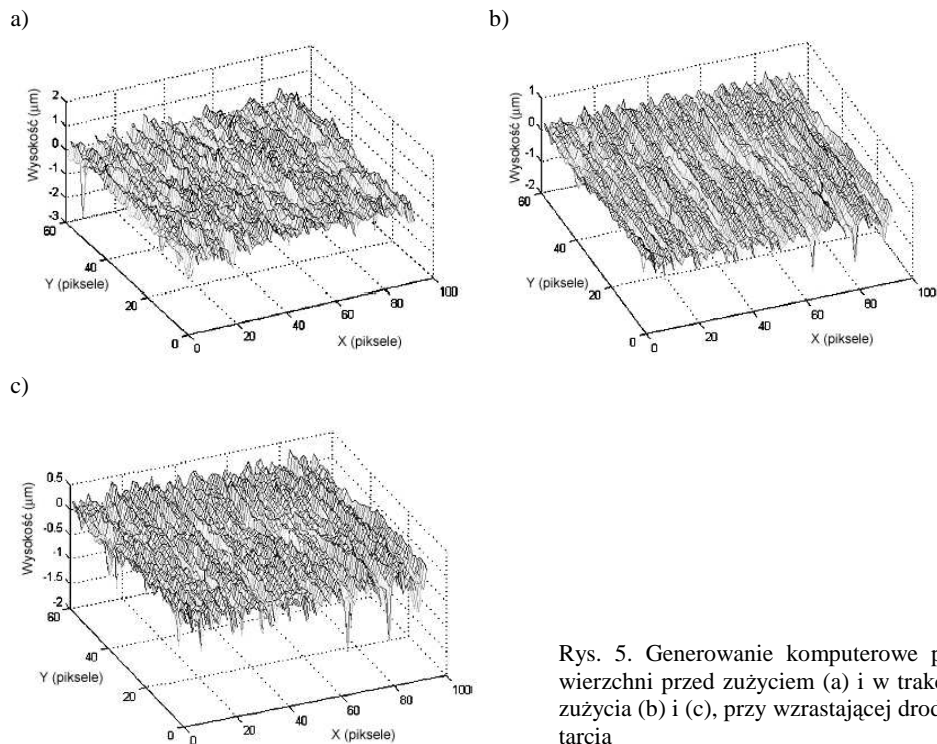 a)
Wysokość (μm)
2
1
0
-1
-2
-3
60
40
20
0
Y (piksele)
0
20
40
60
80
100
X (piksele)
b)
Wysokość (μm)
1
0
-1
-2
60
40
20
0
Y (piksele)
0
20
40
60
80
100
X (piksele)
c)
Wysokość (μm)
0.5
0
-0.5
-1
-1.5
-2
60
40
20
0
Y (piksele)
0
20
40
60
80
100
X (piksele)
Rys. 5. Generowanie komputerowe p
wierzchni przed zużyciem (a) i w trak
zużycia (b) i (c), przy wzrastającej drod
tarcia